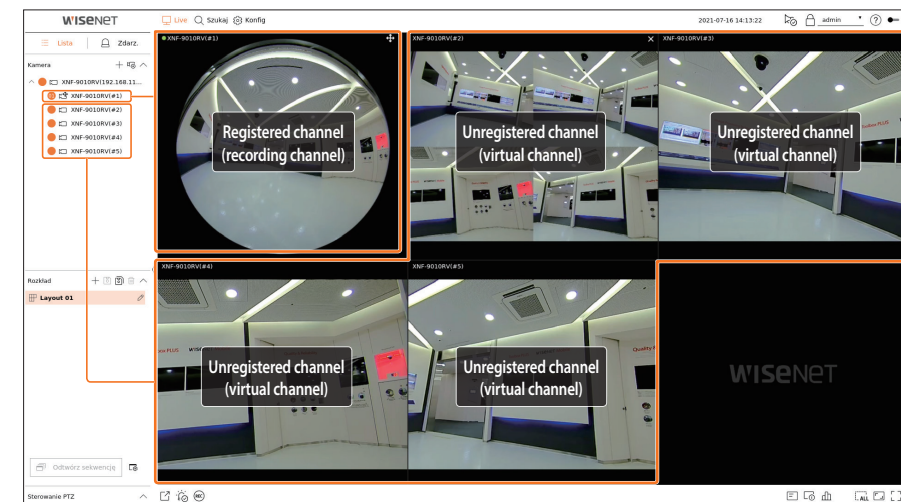 WISENET
Live Szukaj Konfig
2021-07-16 14:13:22
admin
Lista Zdarz.
Kamera
XNF-9010RV(192.168.11...
XNF-9010RV(#1)
XNF-9010RV(#2)
XNF-9010RV(#3)
XNF-9010RV(#4)
XNF-9010RV(#5)
XNF-9010RV(#1)
Registered channel
(recording channel)
XNF-9010RV(#2)
Unregistered channel
(virtual channel)
XNF-9010RV(#3)
Unregistered channel
(virtual channel)
Rozkład
Layout 01
XNF-9010RV(#4)
Unregistered channel
(virtual channel)
XNF-9010RV(#5)
Unregistered channel
(virtual channel)
WISENET
Odtwórz sekwencję
Sterowanie PTZ
REC
ALL